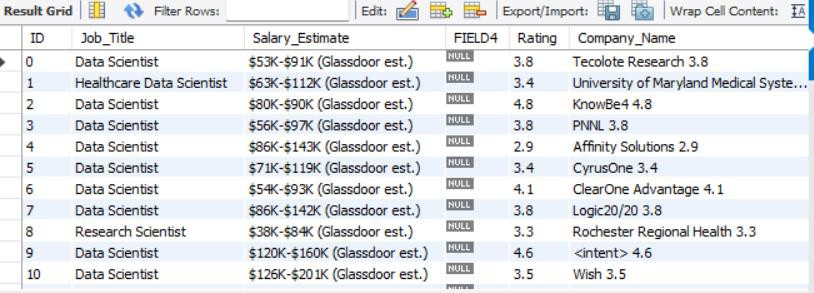 Result Grid Filter Rows: Edit: Export/Import: Wrap Cell Content: IA
ID Job_Title Salary_Estimate FIELD4 Rating Company_Name
0 Data Scientist $53K-$91K (Glassdoor est.) NULL 3.8 Tecolote Research 3.8
1 Healthcare Data Scientist $63K-$112K (Glassdoor est.) NULL 3.4 University of Maryland Medical Syste...
2 Data Scientist $80K-$90K (Glassdoor est.) NULL 4.8 KnowBe4 4.8
3 Data Scientist $56K-$97K (Glassdoor est.) NULL 3.8 PNNL 3.8
4 Data Scientist $86K-$143K (Glassdoor est.) NULL 2.9 Affinity Solutions 2.9
5 Data Scientist $71K-$119K (Glassdoor est.) NULL 3.4 CyrusOne 3.4
6 Data Scientist $54K-$93K (Glassdoor est.) NULL 4.1 ClearOne Advantage 4.1
7 Data Scientist $86K-$142K (Glassdoor est.) NULL 3.8 Logic20/20 3.8
8 Research Scientist $38K-$84K (Glassdoor est.) NULL 3.3 Rochester Regional Health 3.3
9 Data Scientist $120K-$160K (Glassdoor est.) NULL 4.6 <intent> 4.6
10 Data Scientist $126K-$201K (Glassdoor est.) NULL 3.5 Wish 3.5